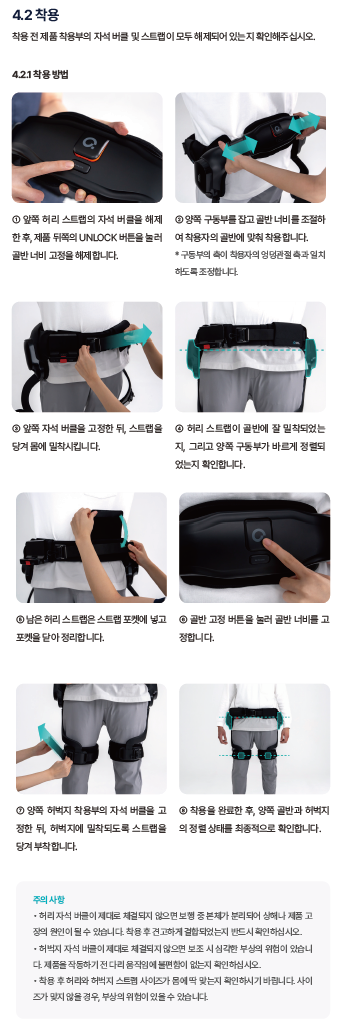 4.2 착용
착용 전 제품 착용부의 자석 버클 및 스트랩이 모두 해제되어 있는지 확인해주십시오.
4.2.1 착용 방법
① 앞쪽 허리 스트랩의 자석 버클을 해제
한 후, 제품 뒤쪽의 UNLOCK 버튼을 눌러
골반 너비 고정을 해제합니다.
② 양쪽 구동부를 잡고 골반 너비를 조절하
여 착용자의 골반에 맞춰 착용합니다.
* 구동부의 축이 착용자의 엉덩관절 축과 일치
하도록 조정합니다.
③ 앞쪽 자석 버클을 고정한 뒤, 스트랩을
당겨 몸에 밀착시킵니다.
④ 허리 스트랩이 골반에 잘 밀착되었는
지, 그리고 양쪽 구동부가 바르게 정렬되
었는지 확인합니다.
⑤ 남은 허리 스트랩은 스트랩 포켓에 넣고
포켓을 닫아 정리합니다.
⑥ 골반 고정 버튼을 눌러 골반 너비를 고
정합니다.
⑦ 양쪽 허벅지 착용부의 자석 버클을 고
정한 뒤, 허벅지에 밀착되도록 스트랩을
당겨 부착합니다.
⑧ 착용을 완료한 후, 양쪽 골반과 허벅지
의 정렬 상태를 최종적으로 확인합니다.
주의 사항
• 허리 자석 버클이 제대로 체결되지 않으면 보행 중 본체가 분리되어 상해나 제품 고
장의 원인이 될 수 있습니다. 착용 후 견고하게 결합되었는지 반드시 확인하십시오.
• 허벅지 자석 버클이 제대로 체결되지 않으면 보조 시 심각한 부상의 위험이 있습니
다. 제품을 작동하기 전 다리 움직임에 불편함이 없는지 확인하십시오.
• 착용 후 허리와 허벅지 스트랩 사이즈가 몸에 딱 맞는지 확인하시기 바랍니다. 사이
즈가 맞지 않을 경우, 부상의 위험이 있을 수 있습니다.